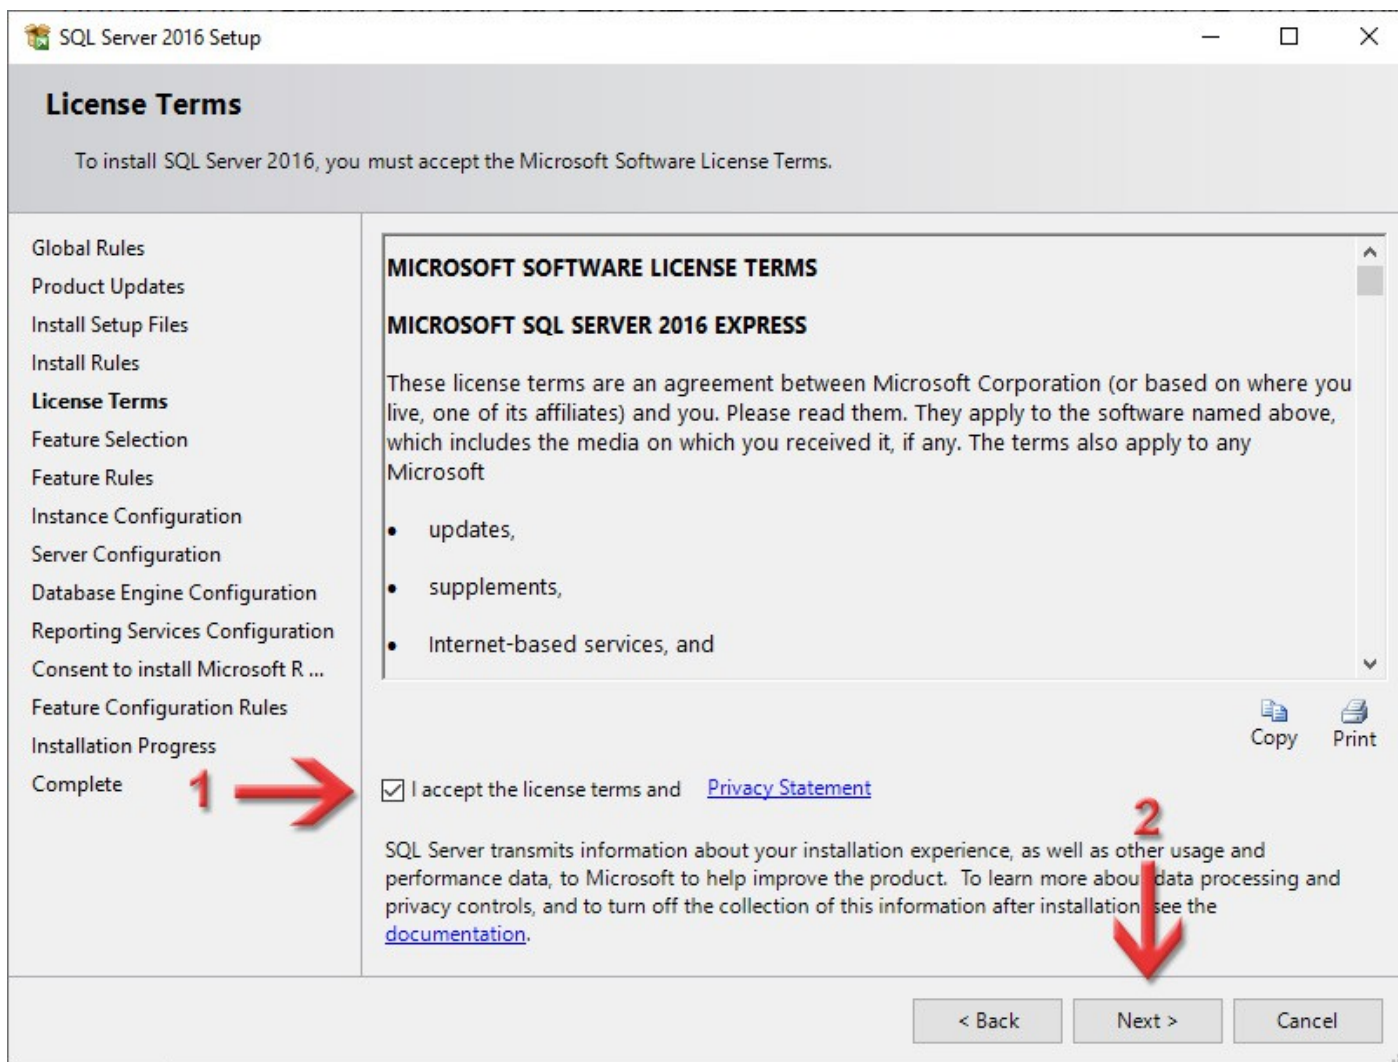 SQL Server 2016 Setup
License Terms
To install SQL Server 2016, you must accept the Microsoft Software License Terms.
Global Rules
Product Updates
Install Setup Files
Install Rules
License Terms
Feature Selection
Feature Rules
Instance Configuration
Server Configuration
Database Engine Configuration
Reporting Services Configuration
Consent to install Microsoft R ...
Feature Configuration Rules
Installation Progress
Complete
MICROSOFT SOFTWARE LICENSE TERMS
MICROSOFT SQL SERVER 2016 EXPRESS
These license terms are an agreement between Microsoft Corporation (or based on where you
live, one of its affiliates) and you. Please read them. They apply to the software named above,
which includes the media on which you received it, if any. The terms also apply to any
Microsoft
• updates,
• supplements,
• Internet-based services, and
Copy Print
1
I accept the license terms and Privacy Statement
2
SQL Server transmits information about your installation experience, as well as other usage and
performance data, to Microsoft to help improve the product. To learn more about data processing and
privacy controls, and to turn off the collection of this information after installation, see the
documentation.
< Back Next > Cancel